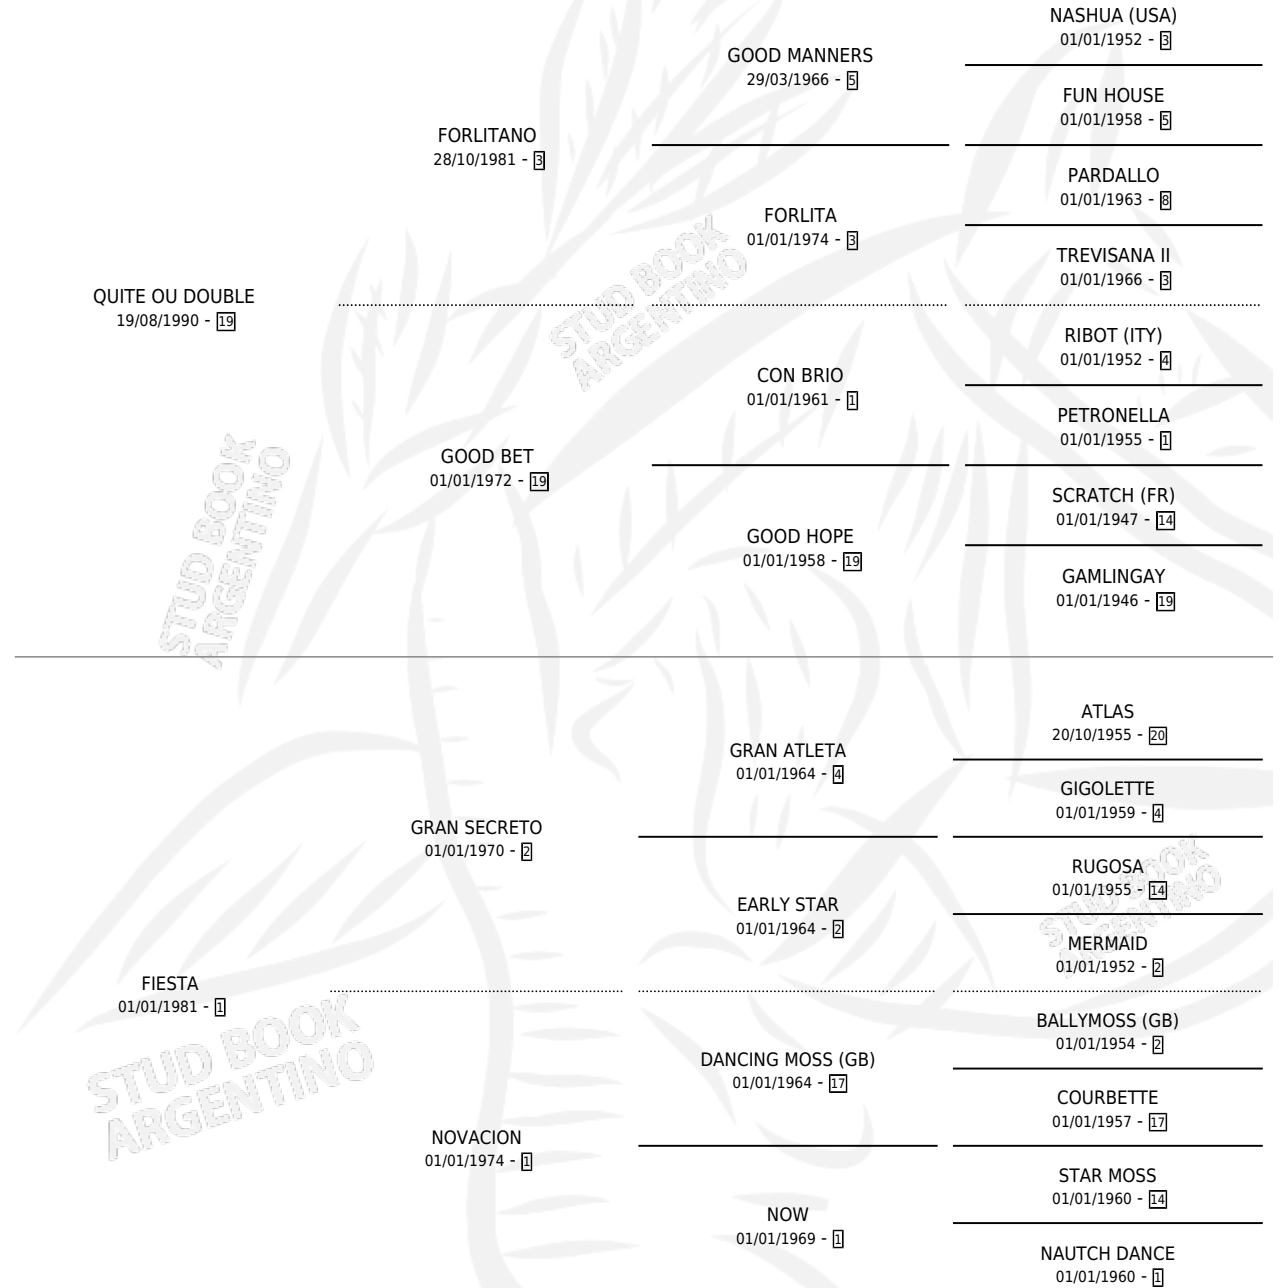 NASHUA (USA)
01/01/1952 - 3
GOOD MANNERS
29/03/1966 - 5
FUN HOUSE
01/01/1958 - 5
FORLITANO
28/10/1981 - 3
PARDALLO
01/01/1963 - 8
FORLITA
01/01/1974 - 3
TREVISANA II
01/01/1966 - 3
QUITE OU DOUBLE
19/08/1990 - 19
RIBOT (ITY)
01/01/1952 - 4
CON BRIO
01/01/1961 - 1
PETRONELLA
01/01/1955 - 1
GOOD BET
01/01/1972 - 19
SCRATCH (FR)
01/01/1947 - 14
GOOD HOPE
01/01/1958 - 19
GAMLINGAY
01/01/1946 - 19
STUD BOOK
ARGENTINO
STUD BOOK
ARGENTINO
ATLAS
20/10/1955 - 20
GRAN ATLETA
01/01/1964 - 4
GIGOLETTE
01/01/1959 - 4
GRAN SECRETO
01/01/1970 - 2
RUGOSA
01/01/1955 - 14
EARLY STAR
01/01/1964 - 2
MERMAID
01/01/1952 - 2
FIESTA
01/01/1981 - 1
BALLYMOSS (GB)
01/01/1954 - 2
DANCING MOSS (GB)
01/01/1964 - 17
COURBETTE
01/01/1957 - 17
NOVACION
01/01/1974 - 1
STAR MOSS
01/01/1960 - 14
NOW
01/01/1969 - 1
NAUTCH DANCE
01/01/1960 - 1
STUD BOOK
ARGENTINO
STUD BOOK
ARGENTINO